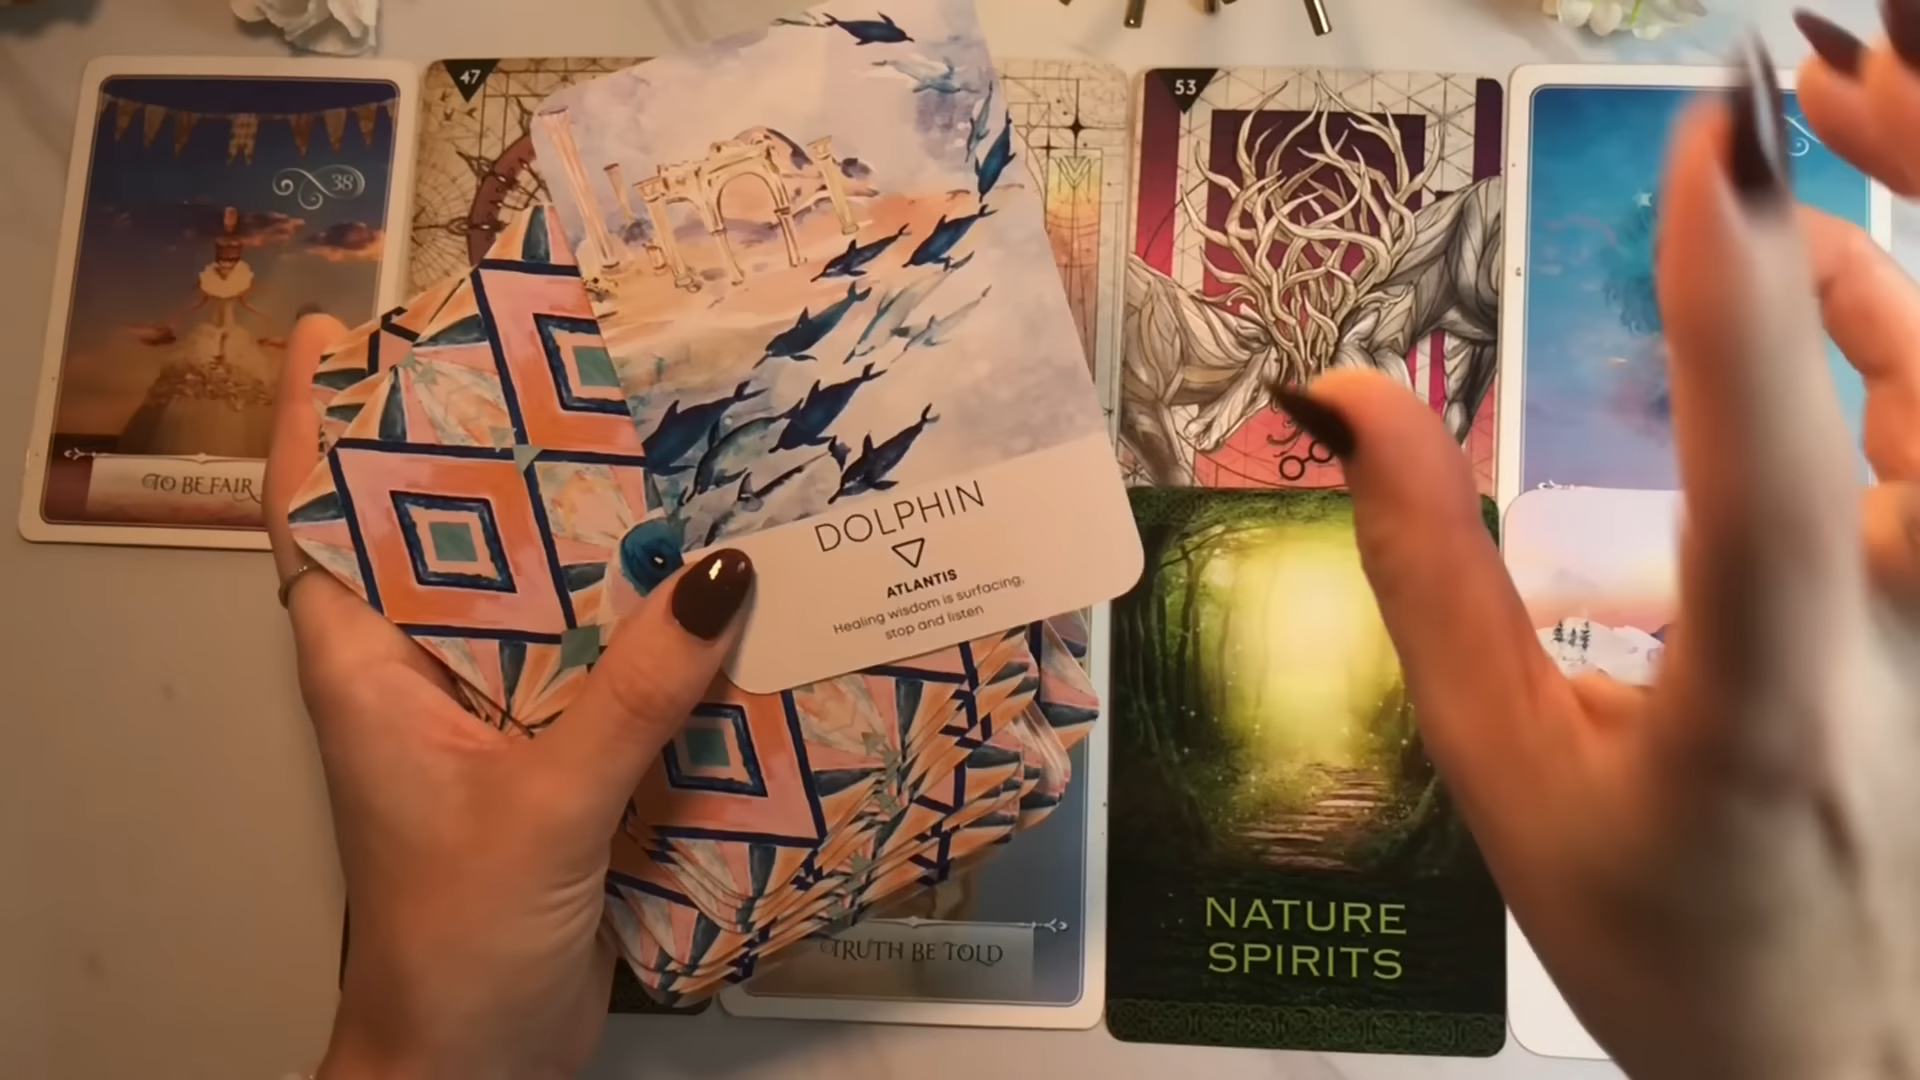 47
53
38
TO BE FAIR
DOLPHIN
ATLANTIS
Healing wisdom is surfacing,
stop and listen
NATURE
SPIRITS
TRUTH BE TOLD